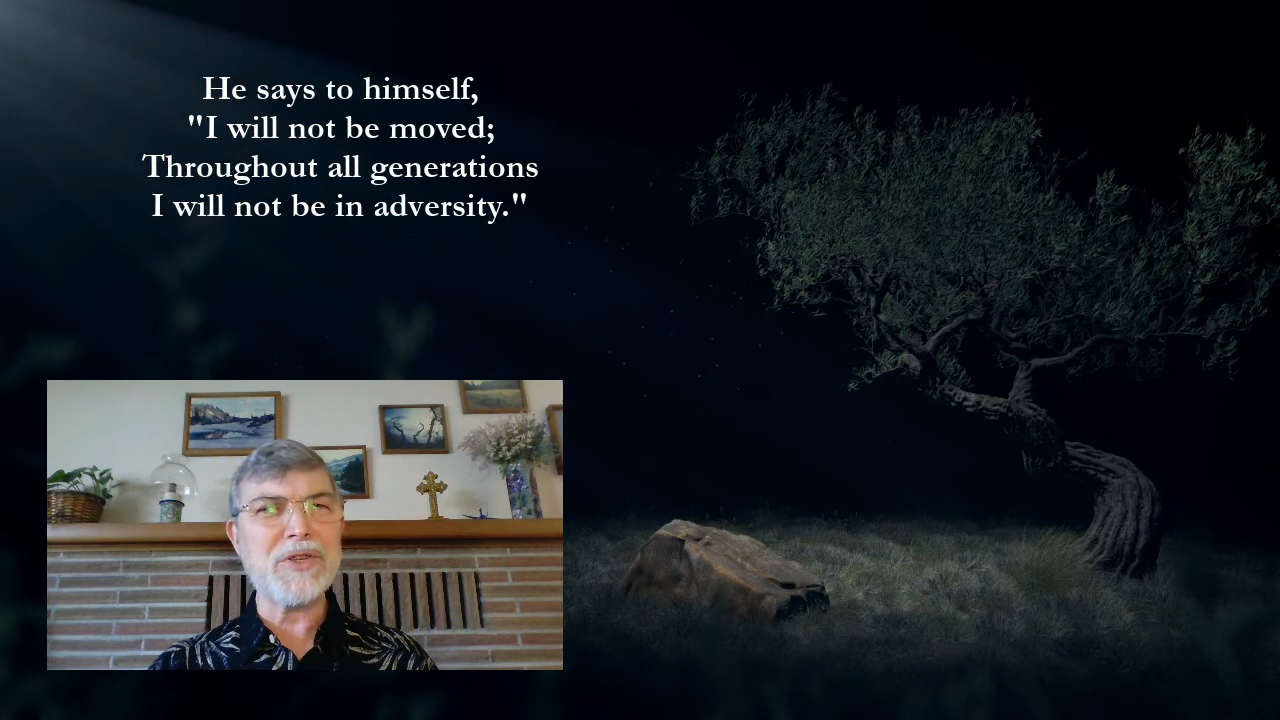 He says to himself,
"I will not be moved;
Throughout all generations
I will not be in adversity."